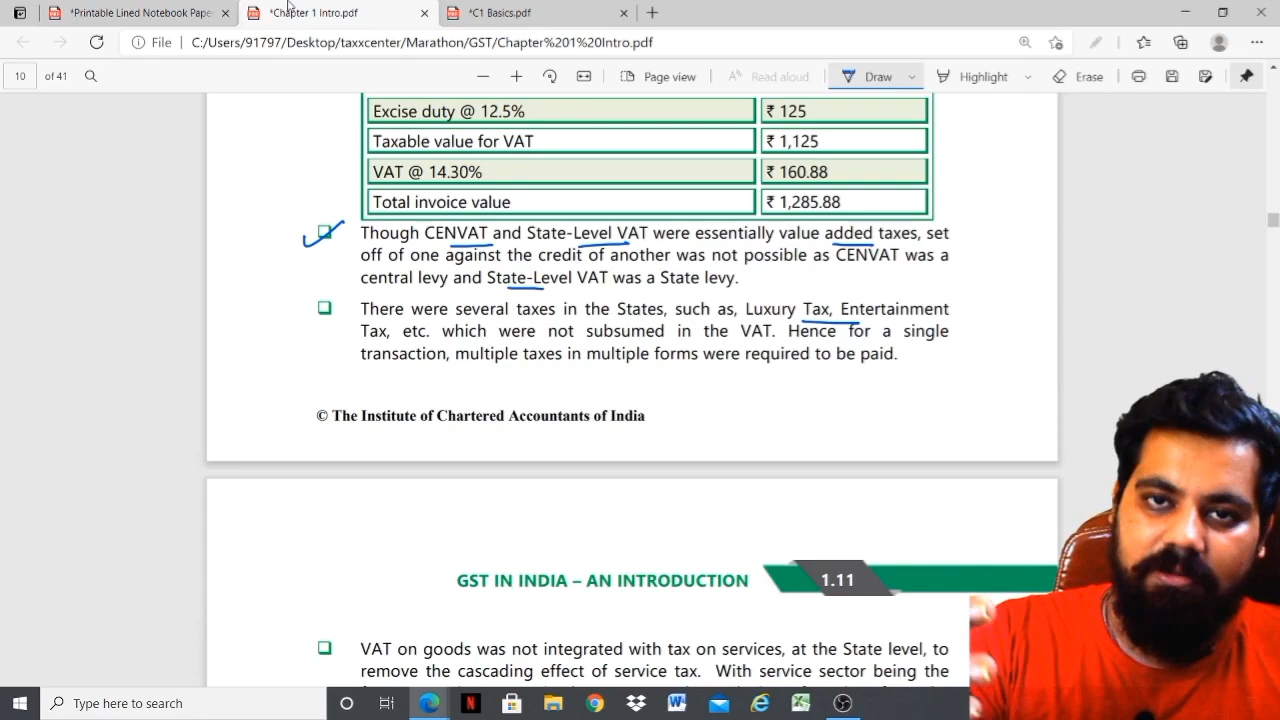 *Printable Lined Notebook Pape
*Chapter 1 Intro.pdf
*C1 Basics.pdf
File
C:/Users/91797/Desktop/taxxcenter/Marathon/GST/Chapter%201%20Intro.pdf
10 of 41
Page view
Read aloud
Draw
Highlight
Erase
Excise duty @ 12.5% ₹ 125
Taxable value for VAT ₹ 1,125
VAT @ 14.30% ₹ 160.88
Total invoice value ₹ 1,285.88
Though CENVAT and State-Level VAT were essentially value added taxes, set
off of one against the credit of another was not possible as CENVAT was a
central levy and State-Level VAT was a State levy.
There were several taxes in the States, such as, Luxury Tax, Entertainment
Tax, etc. which were not subsumed in the VAT. Hence for a single
transaction, multiple taxes in multiple forms were required to be paid.
© The Institute of Chartered Accountants of India
GST IN INDIA – AN INTRODUCTION 1.11
VAT on goods was not integrated with tax on services, at the State level, to
remove the cascading effect of service tax. With service sector being the
Type here to search